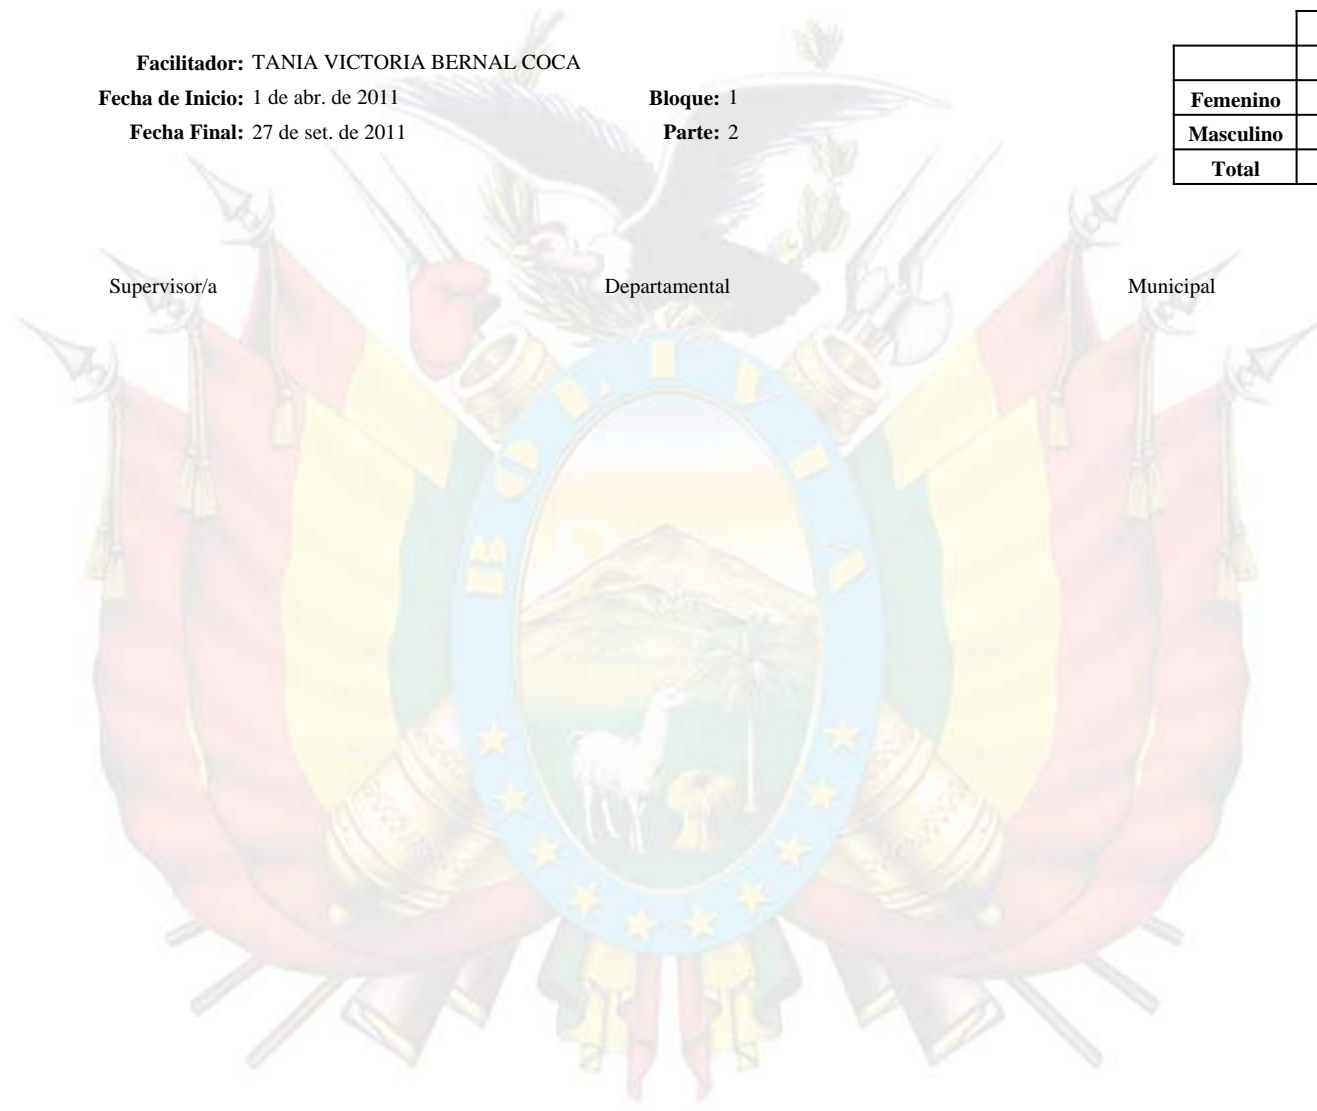 Facilitador: TANIA VICTORIA BERNAL COCA
Fecha de Inicio: 1 de abr. de 2011 Bloque: 1
Fecha Final: 27 de set. de 2011 Parte: 2
Femenino
Masculino
Total
Supervisor/a Departamental Municipal
BOLIVIA